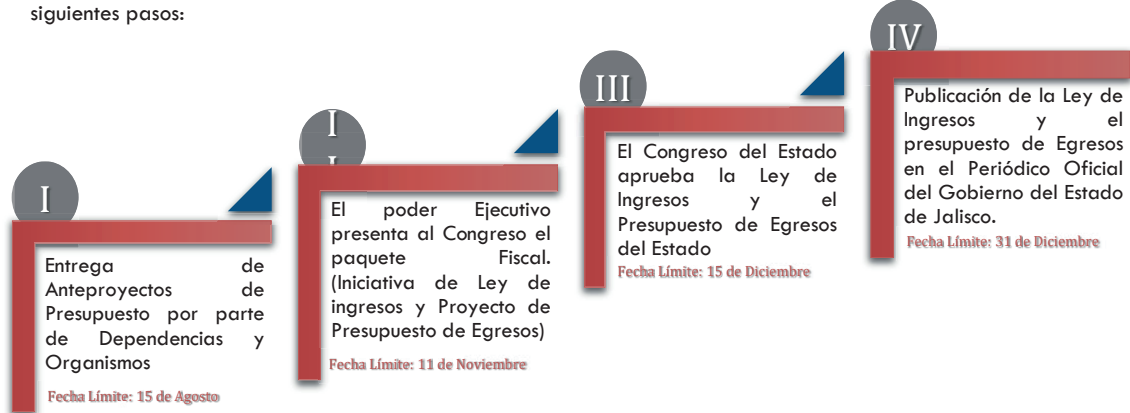 siguientes pasos:
I
Entrega de
Anteproyectos de
Presupuesto por parte
de Dependencias y
Organismos
Fecha Límite: 15 de Agosto
I
I
El poder Ejecutivo
presenta al Congreso el
paquete Fiscal.
(Iniciativa de Ley de
ingresos y Proyecto de
Presupuesto de Egresos)
Fecha Límite: 11 de Noviembre
III
El Congreso del Estado
aprueba la Ley de
Ingresos y el
Presupuesto de Egresos
del Estado
Fecha Límite: 15 de Diciembre
IV
Publicación de la Ley de
Ingresos y el
presupuesto de Egresos
en el Periódico Oficial
del Gobierno del Estado
de Jalisco.
Fecha Límite: 31 de Diciembre